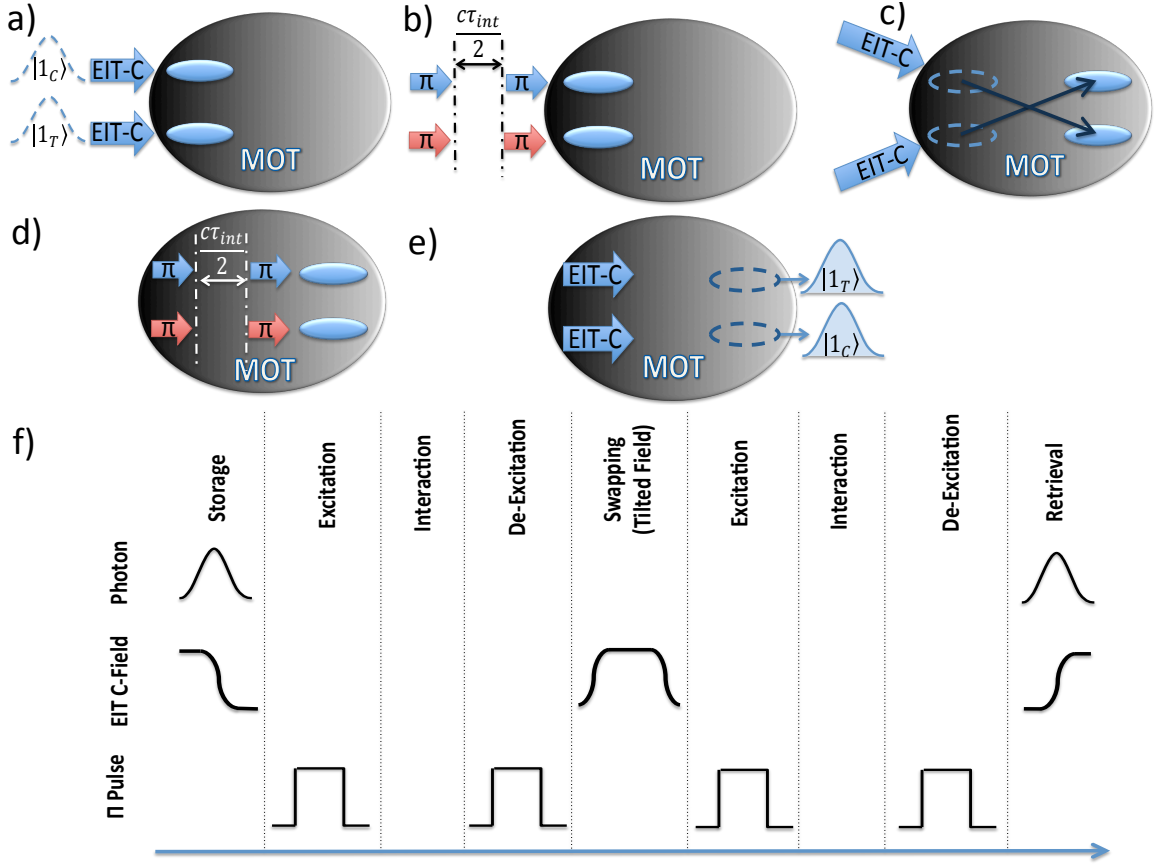 a)
|1_C⟩ EIT-C
|1_T⟩ EIT-C
MOT
b)
cτ_int
2
π π
π π
MOT
c)
EIT-C
EIT-C
MOT
d)
cτ_int
2
π π
π π
MOT
e)
EIT-C |1_T⟩
EIT-C |1_C⟩
MOT
f)
Storage
Excitation
Interaction
De-Excitation
Swapping
(Tilted Field)
Excitation
Interaction
De-Excitation
Retrieval
Photon
EIT C-Field
Π Pulse